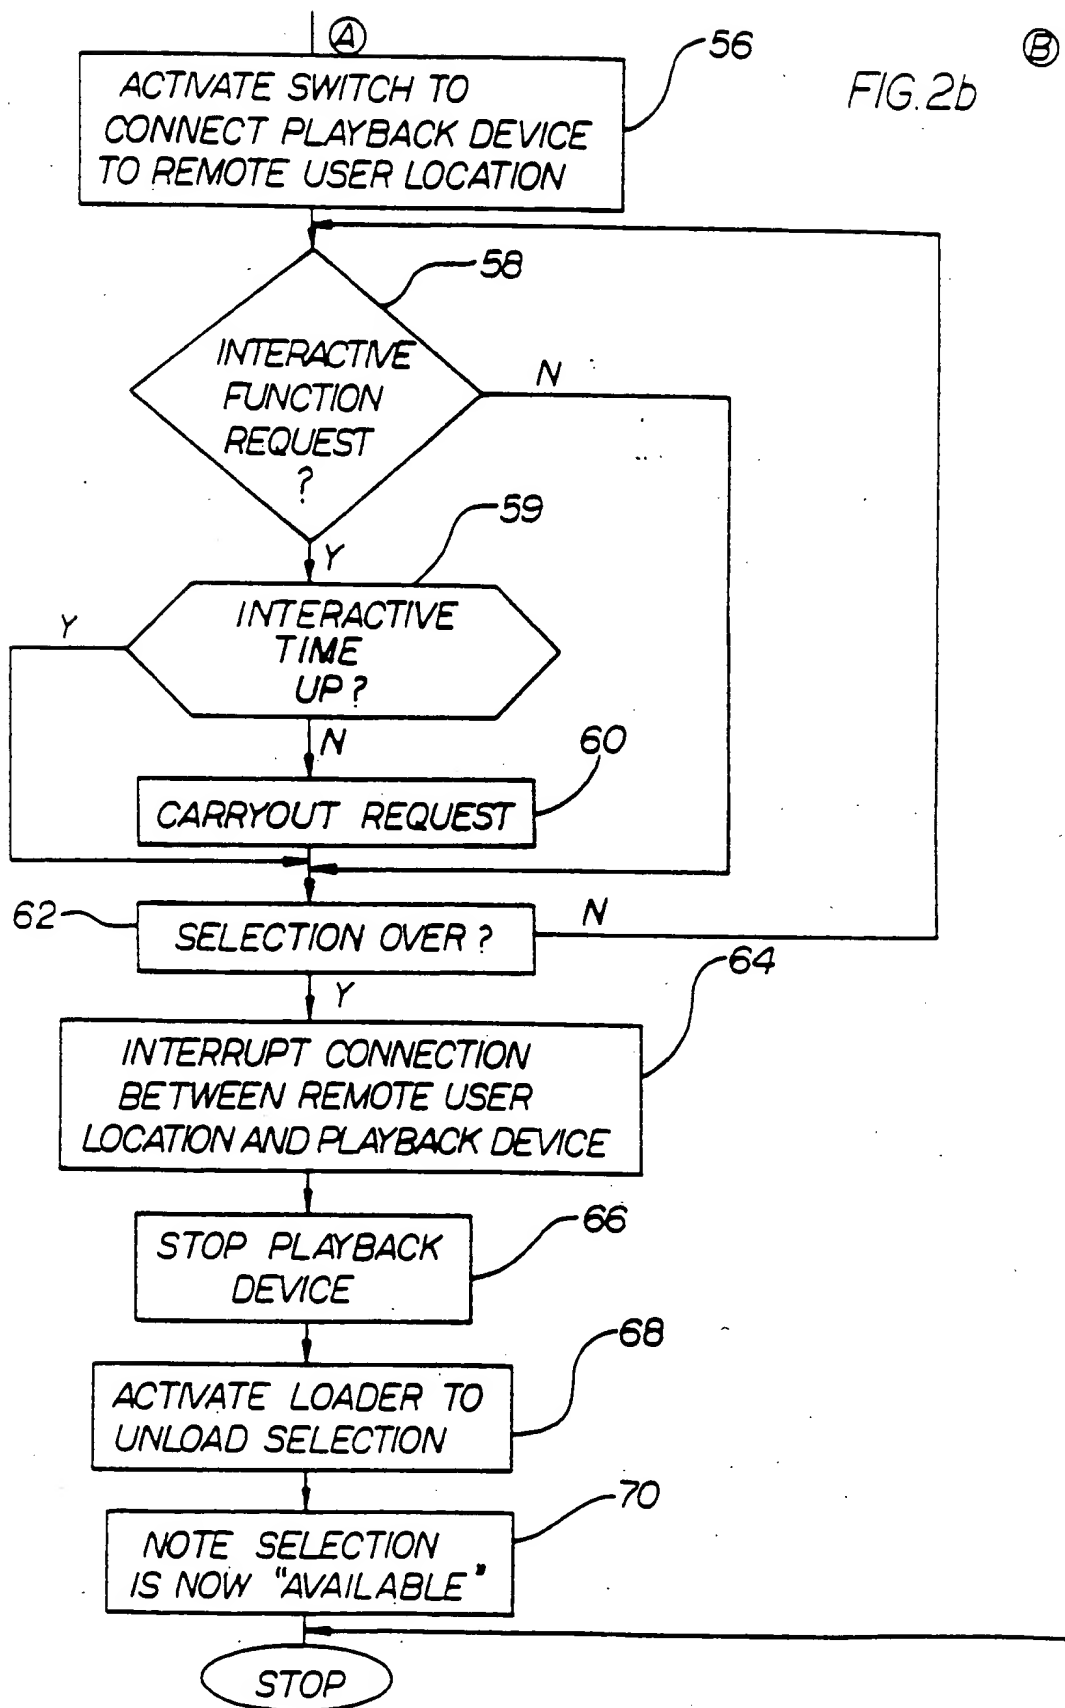 A
B
FIG. 2b
56
ACTIVATE SWITCH TO
CONNECT PLAYBACK DEVICE
TO REMOTE USER LOCATION
58
INTERACTIVE
FUNCTION
REQUEST
?
N
Y
59
INTERACTIVE
TIME
UP?
Y
N
60
CARRYOUT REQUEST
62
SELECTION OVER?
N
Y
64
INTERRUPT CONNECTION
BETWEEN REMOTE USER
LOCATION AND PLAYBACK DEVICE
66
STOP PLAYBACK
DEVICE
68
ACTIVATE LOADER TO
UNLOAD SELECTION
70
NOTE SELECTION
IS NOW "AVAILABLE"
STOP